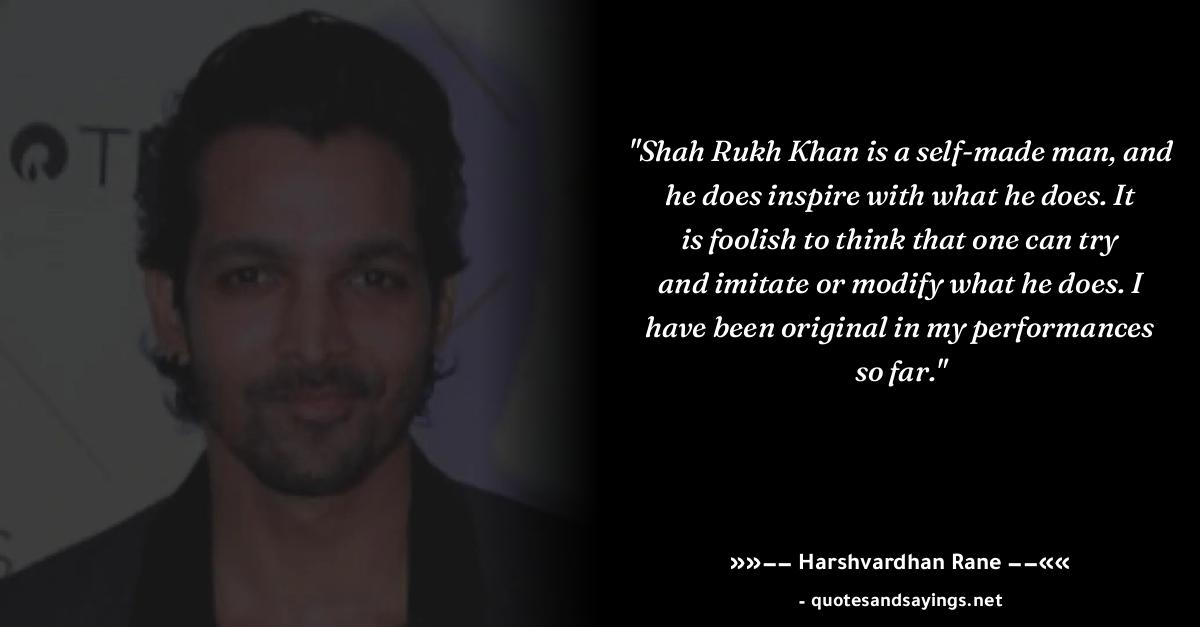 "Shah Rukh Khan is a self-made man, and
he does inspire with what he does. It
is foolish to think that one can try
and imitate or modify what he does. I
have been original in my performances
so far."
»»–– Harshvardhan Rane ––««
- quotesandsayings.net